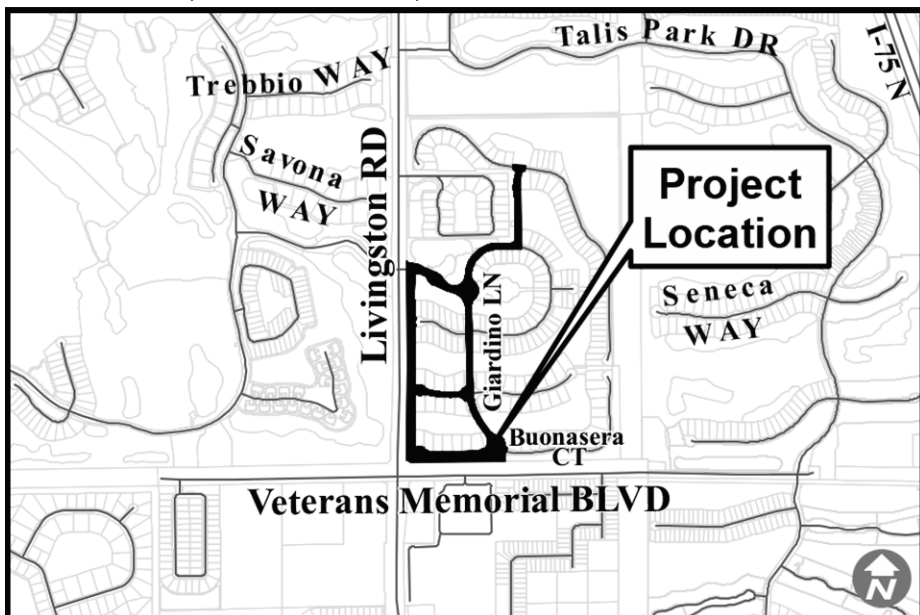 Talis Park DR
I-75 N
Trebbio WAY
Savona
WAY
Livingston RD
Project
Location
Giardino LN
Seneca
WAY
Buonasera
CT
Veterans Memorial BLVD
N